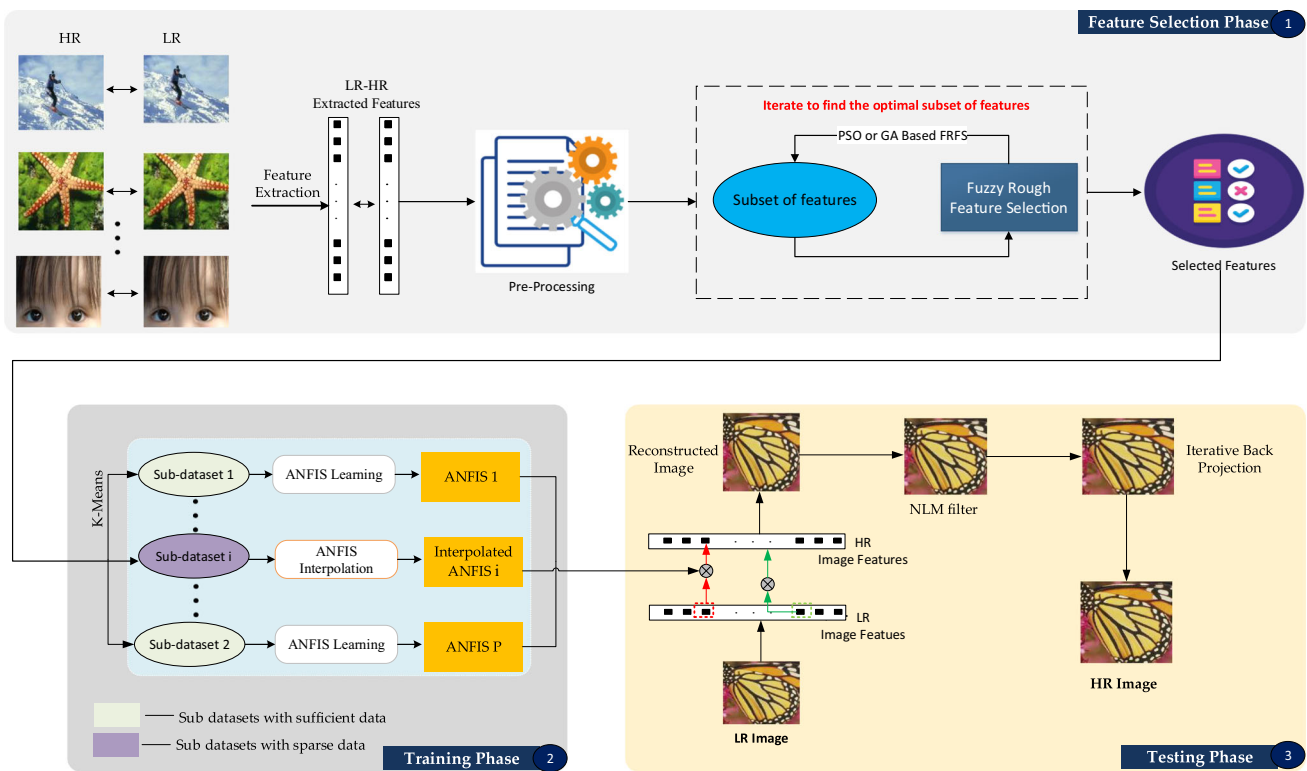 Feature Selection Phase 1
HR
LR
LR-HR
Extracted Features
Feature
Extraction
Pre-Processing
Iterate to find the optimal subset of features
PSO or GA Based FRFS
Subset of features
Fuzzy Rough
Feature Selection
Selected Features
K-Means
Sub-dataset 1
ANFIS Learning
ANFIS 1
Sub-dataset i
ANFIS
Interpolation
Interpolated
ANFIS i
Sub-dataset 2
ANFIS Learning
ANFIS P
Sub datasets with sufficient data
Sub datasets with sparse data
Training Phase 2
Reconstructed
Image
NLM filter
Iterative Back
Projection
HR
Image Features
LR
Image Featues
LR Image
HR Image
Testing Phase 3